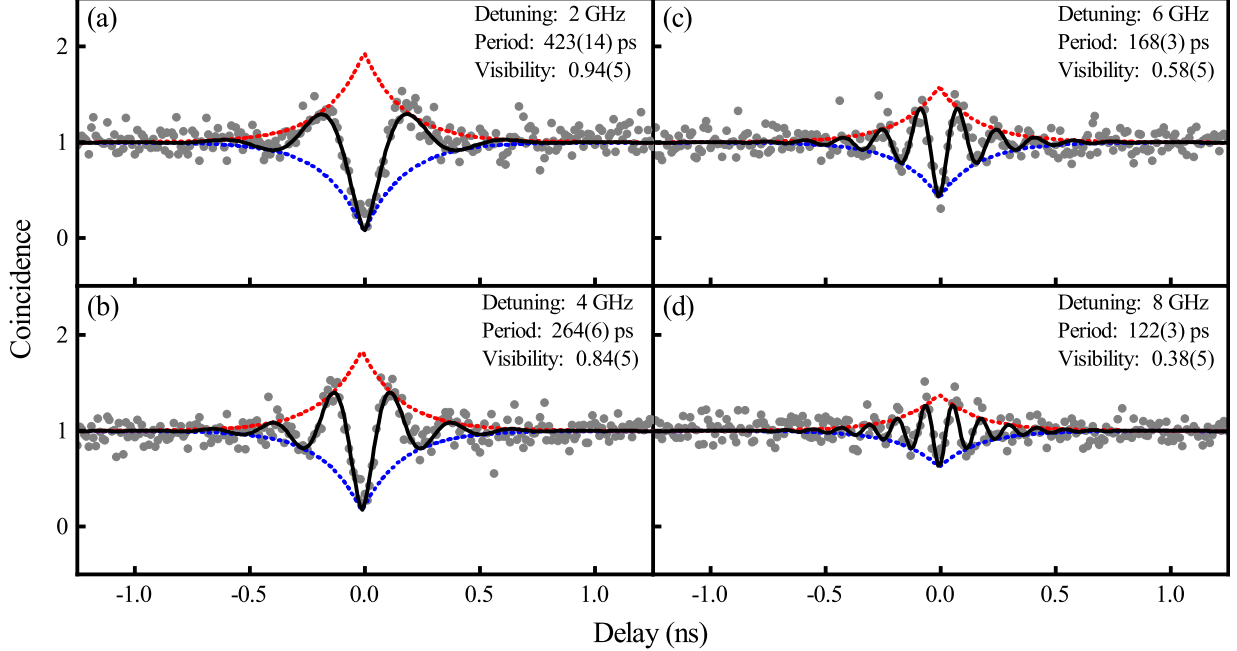 (a)
Detuning: 2 GHz
Period: 423(14) ps
Visibility: 0.94(5)
(c)
Detuning: 6 GHz
Period: 168(3) ps
Visibility: 0.58(5)
2
1
0
(b)
Detuning: 4 GHz
Period: 264(6) ps
Visibility: 0.84(5)
(d)
Detuning: 8 GHz
Period: 122(3) ps
Visibility: 0.38(5)
2
1
0
Coincidence
-1.0 -0.5 0.0 0.5 1.0 -1.0 -0.5 0.0 0.5 1.0
Delay (ns)